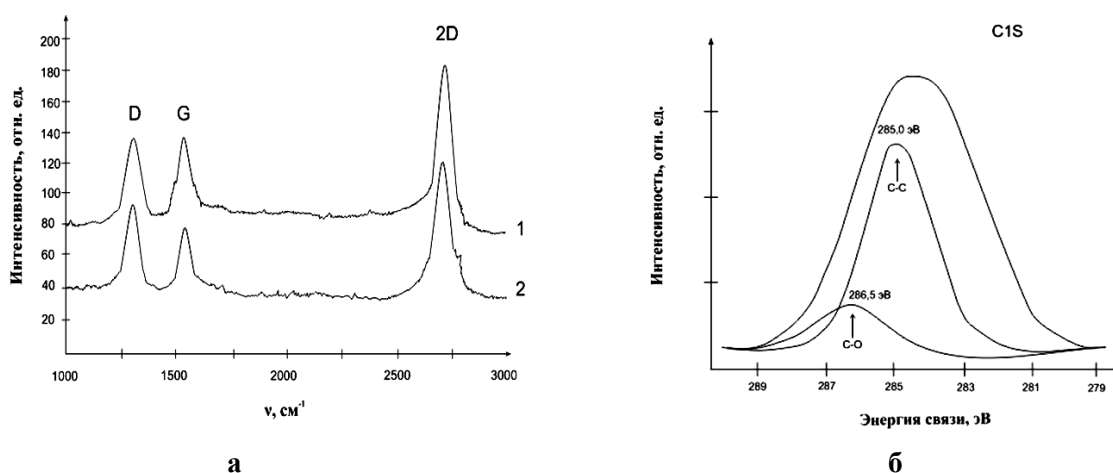 Интенсивность, отн. ед.
200
180
160
140
120
100
80
60
40
20
D
G
2D
1
2
1000
1500
2000
2500
3000
ν, см⁻¹
а
C1S
Интенсивность, отн. ед.
285,0 эВ
C-C
286,5 эВ
C-O
289
287
285
283
281
279
Энергия связи, эВ
б